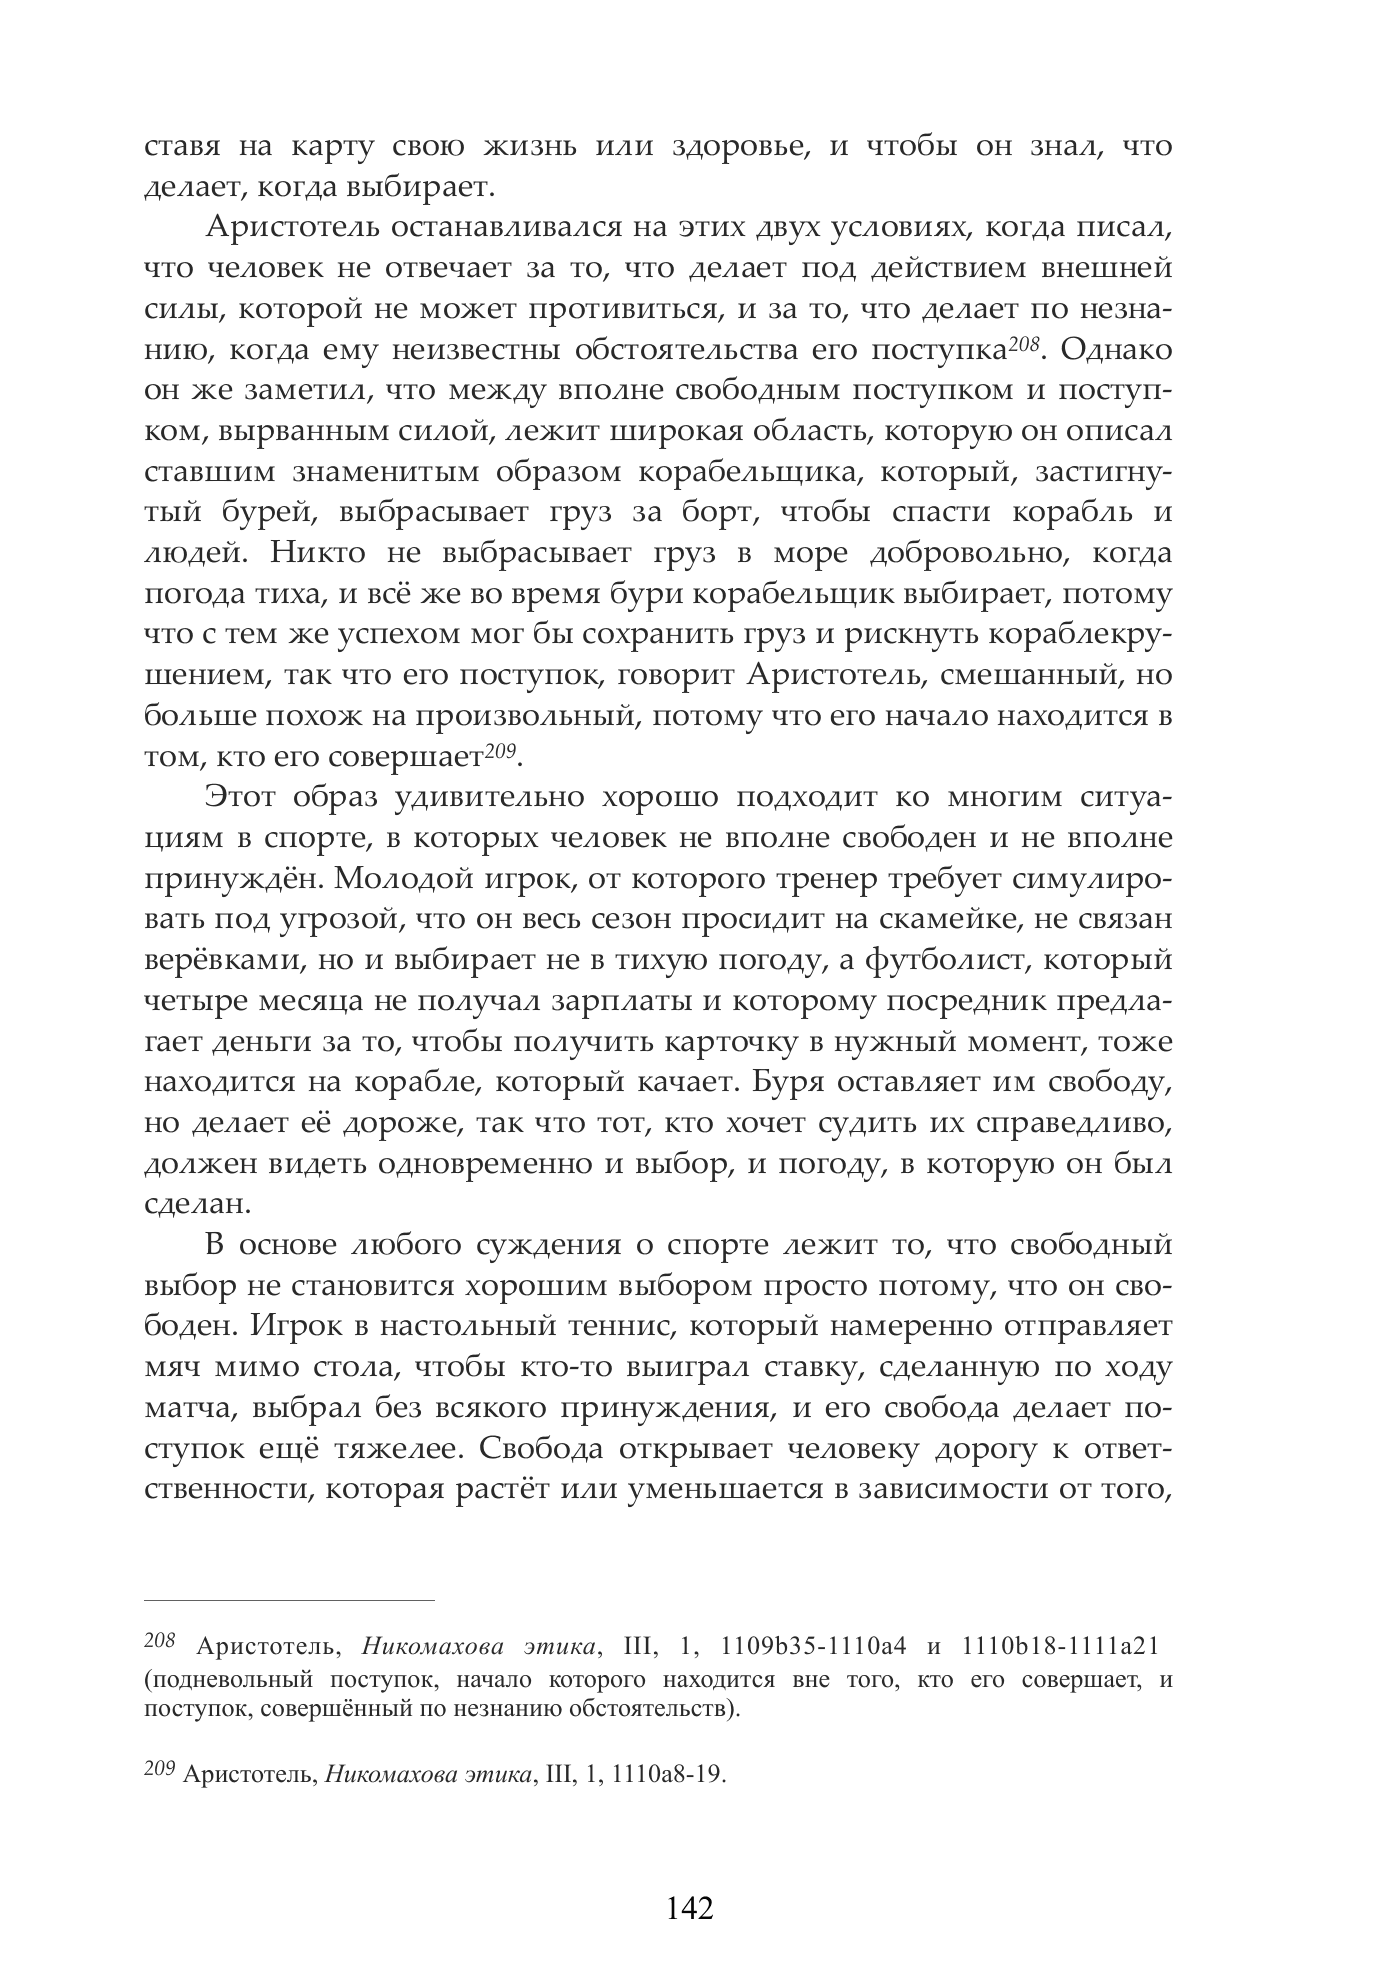 ставя на карту свою жизнь или здоровье, и чтобы он знал, что
делает, когда выбирает.
Аристотель останавливался на этих двух условиях, когда писал,
что человек не отвечает за то, что делает под действием внешней
силы, которой не может противиться, и за то, что делает по незна-
нию, когда ему неизвестны обстоятельства его поступка208. Однако
он же заметил, что между вполне свободным поступком и поступ-
ком, вырванным силой, лежит широкая область, которую он описал
ставшим знаменитым образом корабельщика, который, застигну-
тый бурей, выбрасывает груз за борт, чтобы спасти корабль и
людей. Никто не выбрасывает груз в море добровольно, когда
погода тиха, и всё же во время бури корабельщик выбирает, потому
что с тем же успехом мог бы сохранить груз и рискнуть кораблекру-
шением, так что его поступок, говорит Аристотель, смешанный, но
больше похож на произвольный, потому что его начало находится в
том, кто его совершает209.
Этот образ удивительно хорошо подходит ко многим ситуа-
циям в спорте, в которых человек не вполне свободен и не вполне
принуждён. Молодой игрок, от которого тренер требует симулиро-
вать под угрозой, что он весь сезон просидит на скамейке, не связан
верёвками, но и выбирает не в тихую погоду, а футболист, который
четыре месяца не получал зарплаты и которому посредник предла-
гает деньги за то, чтобы получить карточку в нужный момент, тоже
находится на корабле, который качает. Буря оставляет им свободу,
но делает её дороже, так что тот, кто хочет судить их справедливо,
должен видеть одновременно и выбор, и погоду, в которую он был
сделан.
В основе любого суждения о спорте лежит то, что свободный
выбор не становится хорошим выбором просто потому, что он сво-
боден. Игрок в настольный теннис, который намеренно отправляет
мяч мимо стола, чтобы кто-то выиграл ставку, сделанную по ходу
матча, выбрал без всякого принуждения, и его свобода делает по-
ступок ещё тяжелее. Свобода открывает человеку дорогу к ответ-
ственности, которая растёт или уменьшается в зависимости от того,
208 Аристотель, Никомахова этика, III, 1, 1109b35-1110a4 и 1110b18-1111a21
(подневольный поступок, начало которого находится вне того, кто его совершает, и
поступок, совершённый по незнанию обстоятельств).
209 Аристотель, Никомахова этика, III, 1, 1110a8-19.
142